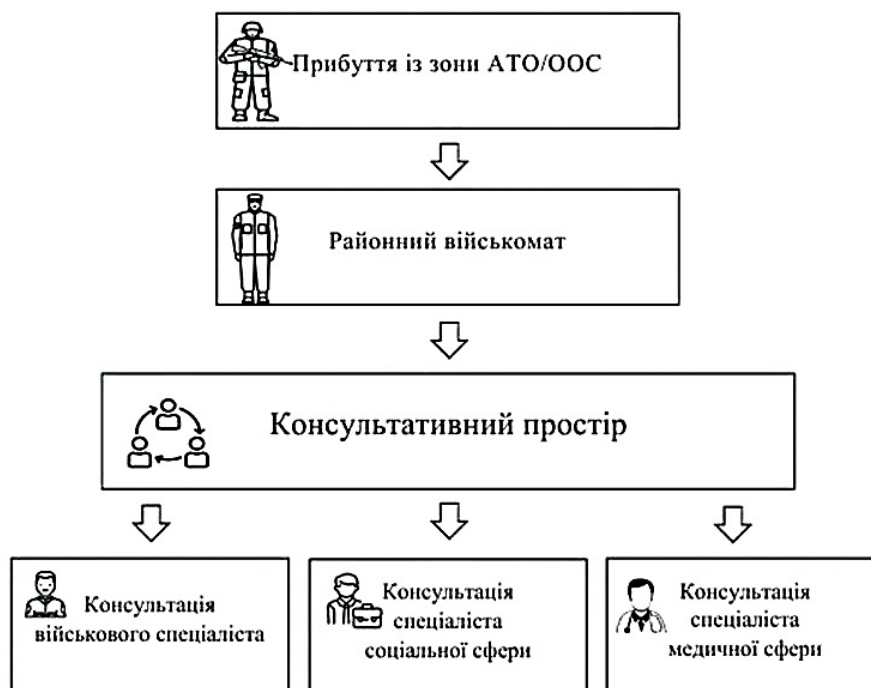 Прибуття із зони АТО/ООС
Районний військомат
Консультативний простір
Консультація
військового спеціаліста
Консультація
спеціаліста
соціальної сфери
Консультація
спеціаліста
медичної сфери